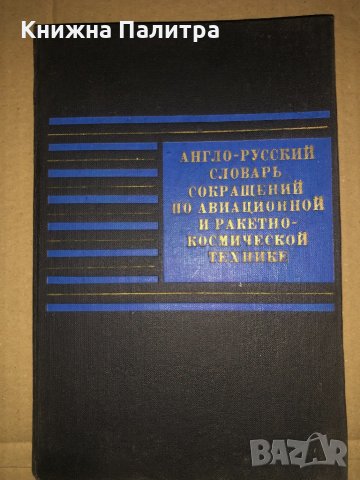 Книжна Палитра
АНГЛО-РУССКИЙ
СЛОВАРЬ
СОКРАЩЕНИЙ
ПО АВИАЦИОННОЙ
И РАКЕТНО-
КОСМИЧЕСКОЙ
ТЕХНИКЕ
BAZAR